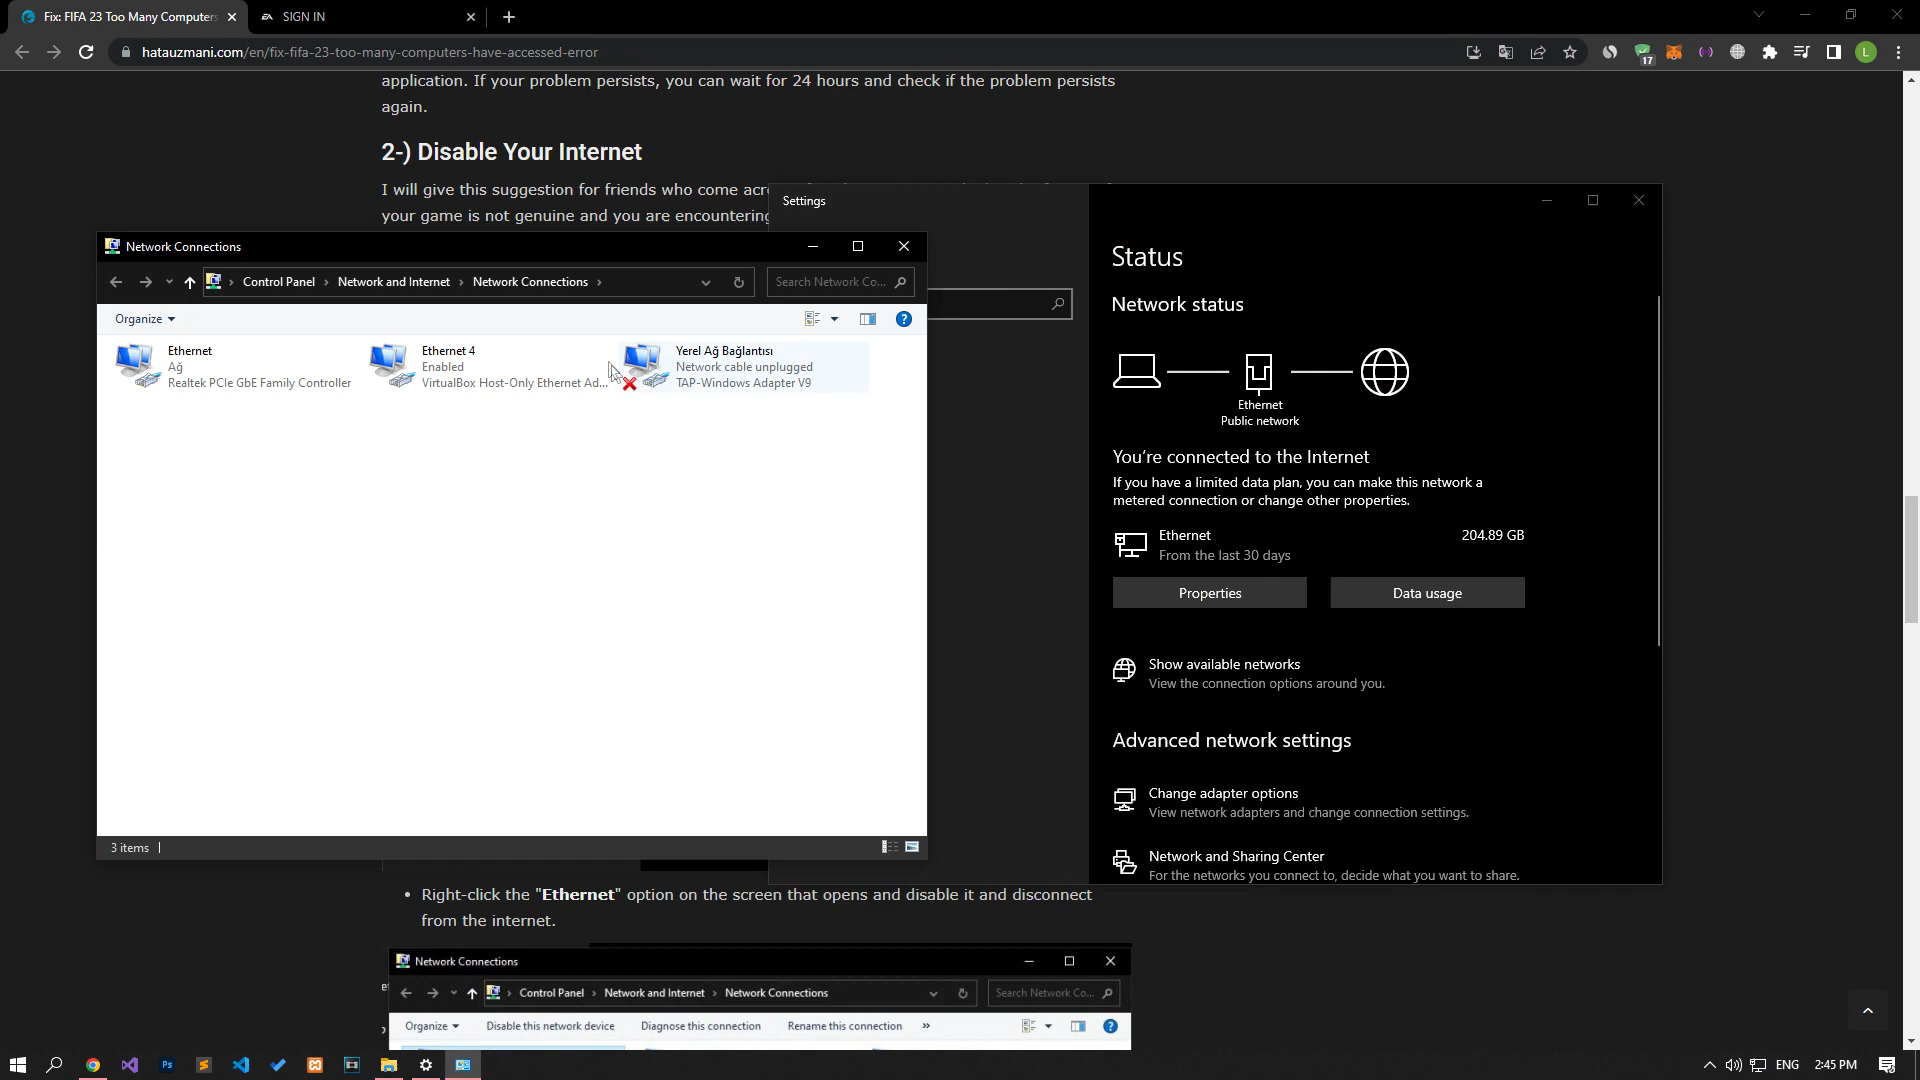 Fix: FIFA 23 Too Many Computers
SIGN IN
hatauzmani.com/en/fix-fifa-23-too-many-computers-have-accessed-error
17
L
application. If your problem persists, you can wait for 24 hours and check if the problem persists
again.
2-) Disable Your Internet
I will give this suggestion for friends who come acr
your game is not genuine and you are encountering
Settings
Status
Network status
Ethernet
Public network
You're connected to the Internet
If you have a limited data plan, you can make this network a
metered connection or change other properties.
Ethernet
204.89 GB
From the last 30 days
Properties
Data usage
Show available networks
View the connection options around you.
Advanced network settings
Change adapter options
View network adapters and change connection settings.
Network and Sharing Center
For the networks you connect to, decide what you want to share.
Network Connections
Control Panel
Network and Internet
Network Connections
Search Network Co...
Organize
Ethernet
Ağ
Realtek PCIe GbE Family Controller
Ethernet 4
Enabled
VirtualBox Host-Only Ethernet Ad...
Yerel Ağ Bağlantısı
Network cable unplugged
TAP-Windows Adapter V9
3 items
• Right-click the "Ethernet" option on the screen that opens and disable it and disconnect
from the internet.
Network Connections
Control Panel
Network and Internet
Network Connections
Search Network Co...
Organize
Disable this network device
Diagnose this connection
Rename this connection
»
Ps
ENG
2:45 PM